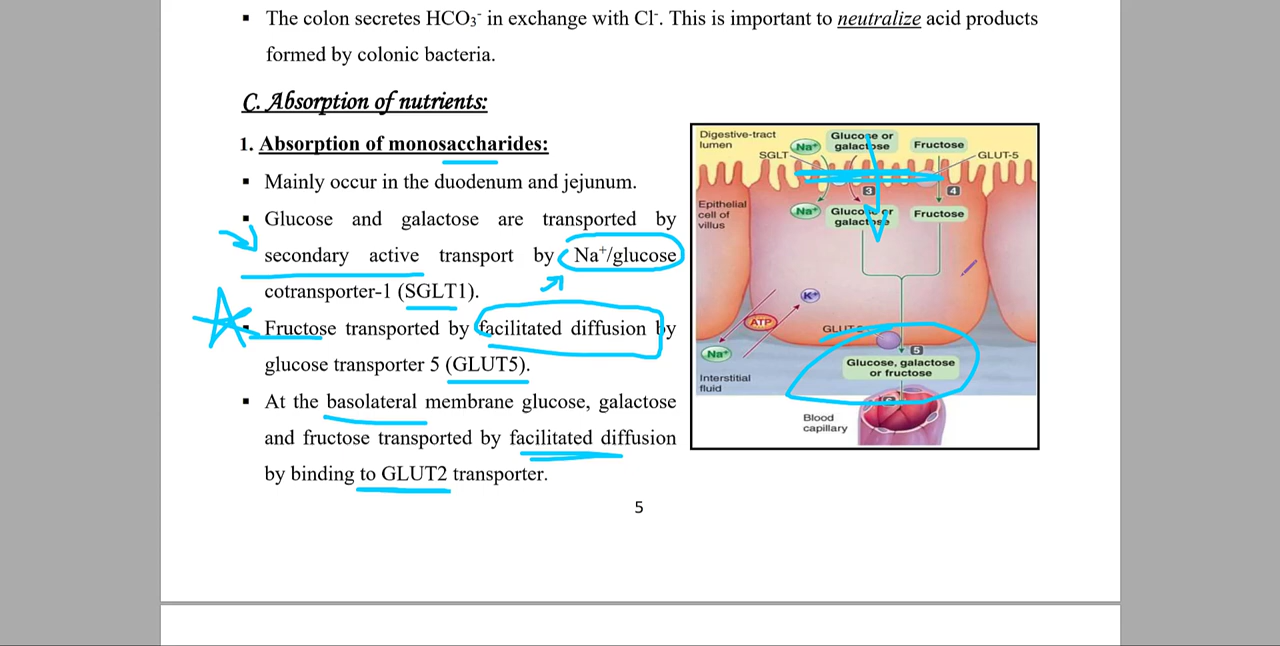 ▪ The colon secretes HCO₃⁻ in exchange with Cl⁻. This is important to neutralize acid products
formed by colonic bacteria.
C. Absorption of nutrients:
1. Absorption of monosaccharides:
▪ Mainly occur in the duodenum and jejunum.
▪ Glucose and galactose are transported by
secondary active transport by Na⁺/glucose
cotransporter-1 (SGLT1).
▪ Fructose transported by facilitated diffusion by
glucose transporter 5 (GLUT5).
▪ At the basolateral membrane glucose, galactose
and fructose transported by facilitated diffusion
by binding to GLUT2 transporter.
Digestive-tract
lumen
SGLT
Na⁺
Glucose or
galactose
Fructose
GLUT-5
3
4
Epithelial
cell of
villus
Na⁺
Glucose or
galactose
Fructose
K⁺
ATP
Na⁺
5
Glucose, galactose
or fructose
Interstitial
fluid
6
Blood
capillary
5